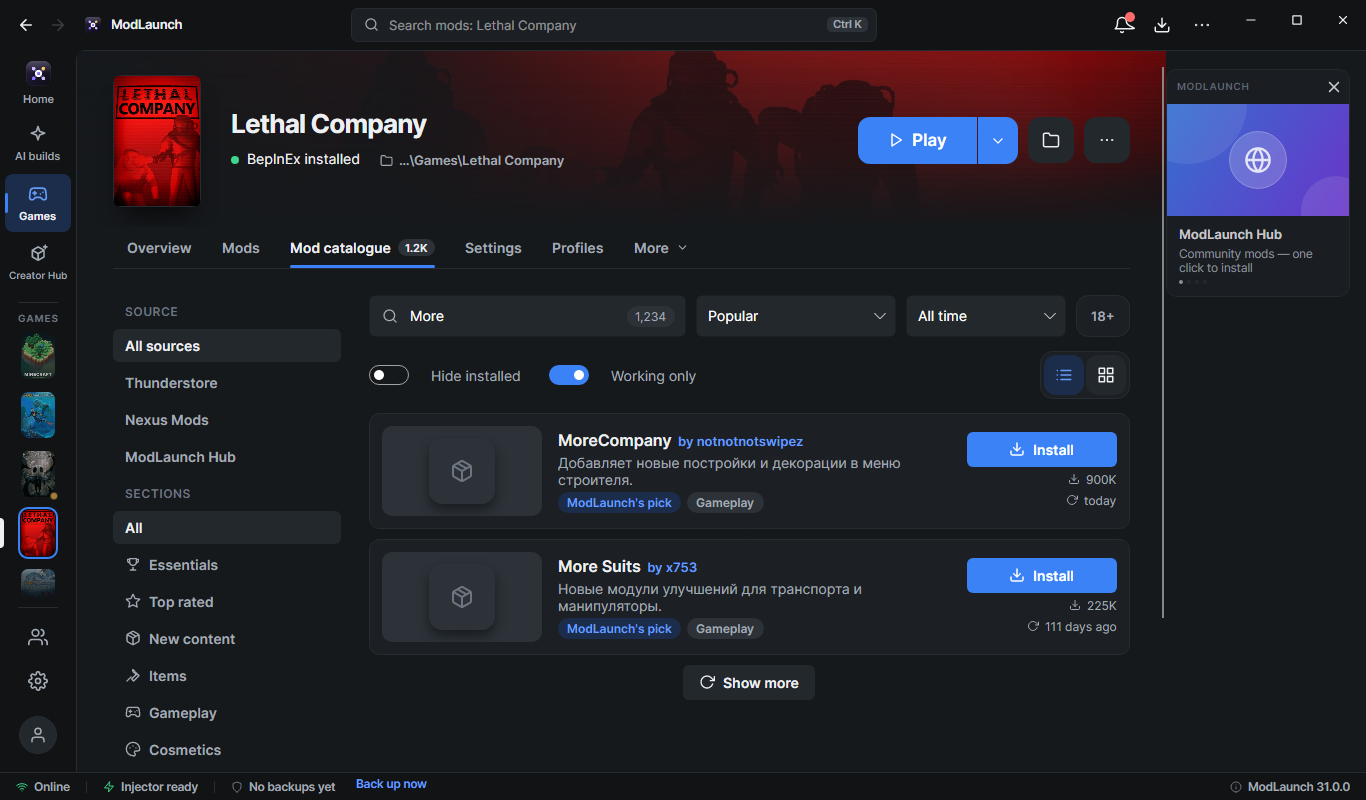 ModLaunch
Search mods: Lethal Company
Ctrl K
Home
AI builds
Games
Creator Hub
GAMES
MINECRAFT
LETHAL
COMPANY
LETHAL
COMPANY
Lethal Company
BepInEx installed
...\Games\Lethal Company
Play
Overview
Mods
Mod catalogue
1.2K
Settings
Profiles
More
SOURCE
All sources
Thunderstore
Nexus Mods
ModLaunch Hub
SECTIONS
All
Essentials
Top rated
New content
Items
Gameplay
Cosmetics
More
1,234
Popular
All time
18+
Hide installed
Working only
MoreCompany by notnotnotswipez
Добавляет новые постройки и декорации в меню
строителя.
ModLaunch's pick
Gameplay
Install
900K
today
More Suits by x753
Новые модули улучшений для транспорта и
манипуляторы.
ModLaunch's pick
Gameplay
Install
225K
111 days ago
Show more
MODLAUNCH
ModLaunch Hub
Community mods — one
click to install
Online
Injector ready
No backups yet
Back up now
ModLaunch 31.0.0